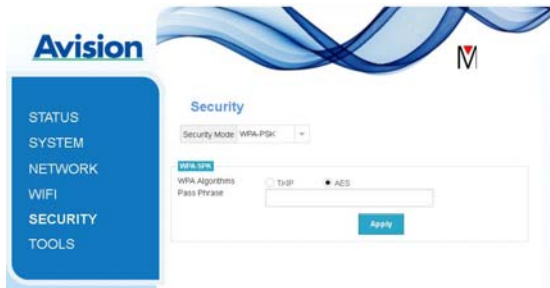 Avision
M
STATUS
SYSTEM
NETWORK
WIFI
SECURITY
TOOLS
Security
Security Mode WPA-PSK
WPA-SPK
WPA Algorithms TKIP AES
Pass Phrase
Apply